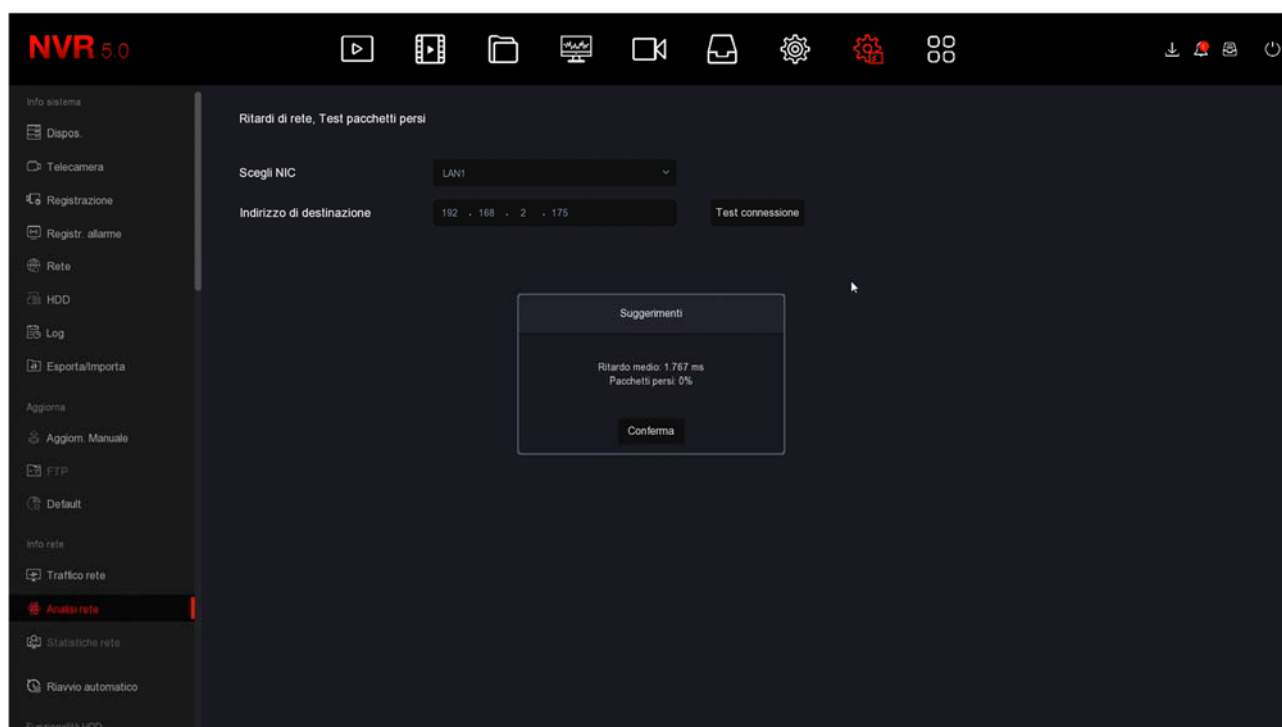 NVR 5.0
Info sistema
Dispos.
Telecamera
Registrazione
Registr. allarme
Rete
HDD
Log
Esporta/Importa
Aggiorna
Aggiorn. Manuale
FTP
Default
Info rete
Traffico rete
Analisi rete
Statistiche rete
Riavvio automatico
Funzionalità HDD
Ritardi di rete, Test pacchetti persi
Scegli NIC LAN1
Indirizzo di destinazione 192 . 168 . 2 . 175 Test connessione
Suggerimenti
Ritardo medio: 1.767 ms
Pacchetti persi: 0%
Conferma